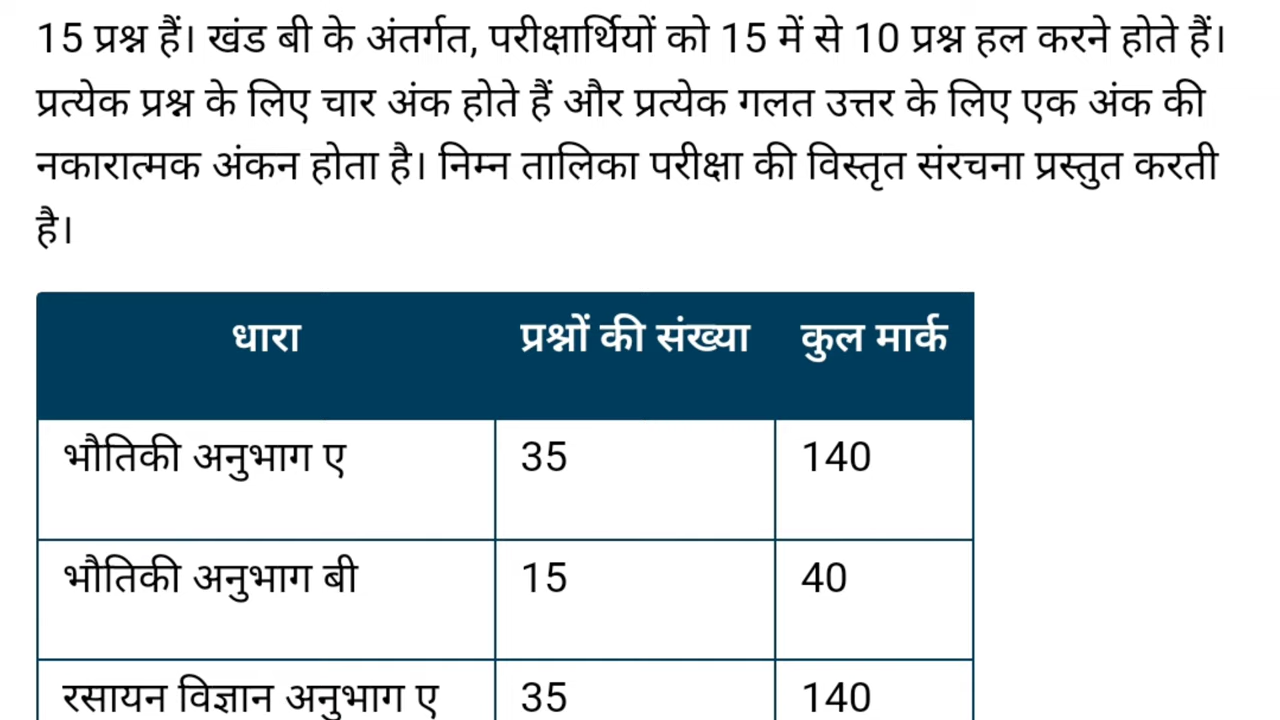 15 प्रश्न हैं। खंड बी के अंतर्गत, परीक्षार्थियों को 15 में से 10 प्रश्न हल करने होते हैं।
प्रत्येक प्रश्न के लिए चार अंक होते हैं और प्रत्येक गलत उत्तर के लिए एक अंक की
नकारात्मक अंकन होता है। निम्न तालिका परीक्षा की विस्तृत संरचना प्रस्तुत करती
है।
धारा प्रश्नों की संख्या कुल मार्क
भौतिकी अनुभाग ए 35 140
भौतिकी अनुभाग बी 15 40
रसायन विज्ञान अनुभाग ए 35 140